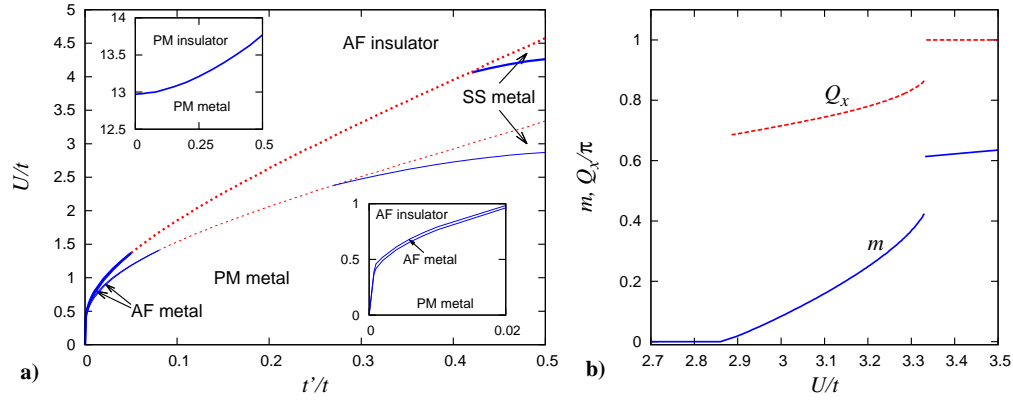 5
4.5
4
3.5
3
2.5
2
1.5
1
0.5
0
U/t
0
0.1
0.2
0.3
0.4
0.5
t'/t
a)
14
13.5
13
12.5
0
0.25
0.5
PM insulator
PM metal
AF insulator
SS metal
PM metal
AF metal
1
0.5
0
0
0.02
AF insulator
AF metal
PM metal
1
0.8
0.6
0.4
0.2
0
m, Qx/π
Qx
m
2.7
2.8
2.9
3
3.1
3.2
3.3
3.4
3.5
U/t
b)